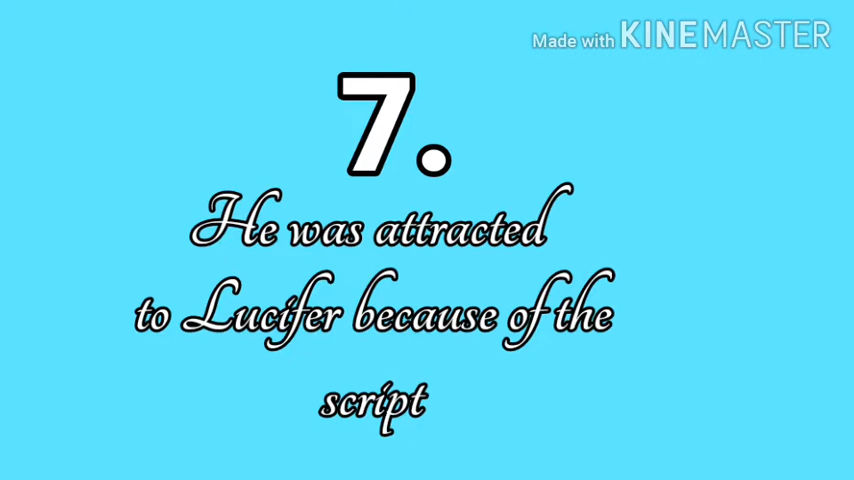 Made with KINEMASTER
7.
He was attracted
to Lucifer because of the
script